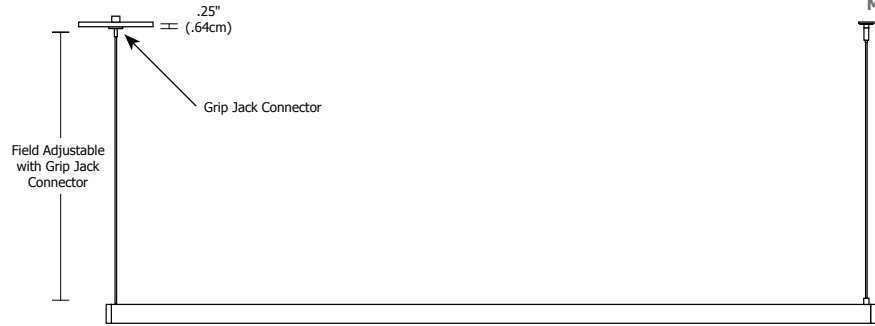 .25"
(.64cm)
M
Grip Jack Connector
Field Adjustable
with Grip Jack
Connector